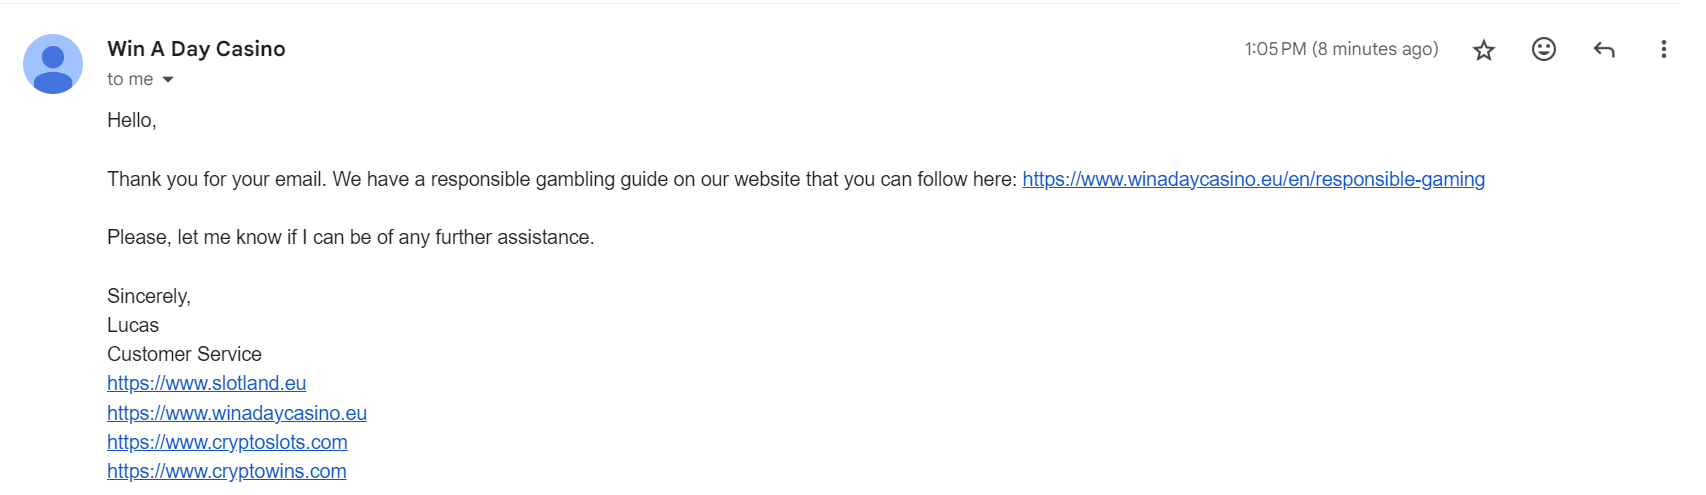 Win A Day Casino
1:05 PM (8 minutes ago)
to me
Hello,
Thank you for your email. We have a responsible gambling guide on our website that you can follow here: https://www.winadaycasino.eu/en/responsible-gaming
Please, let me know if I can be of any further assistance.
Sincerely,
Lucas
Customer Service
https://www.slotland.eu
https://www.winadaycasino.eu
https://www.cryptoslots.com
https://www.cryptowins.com